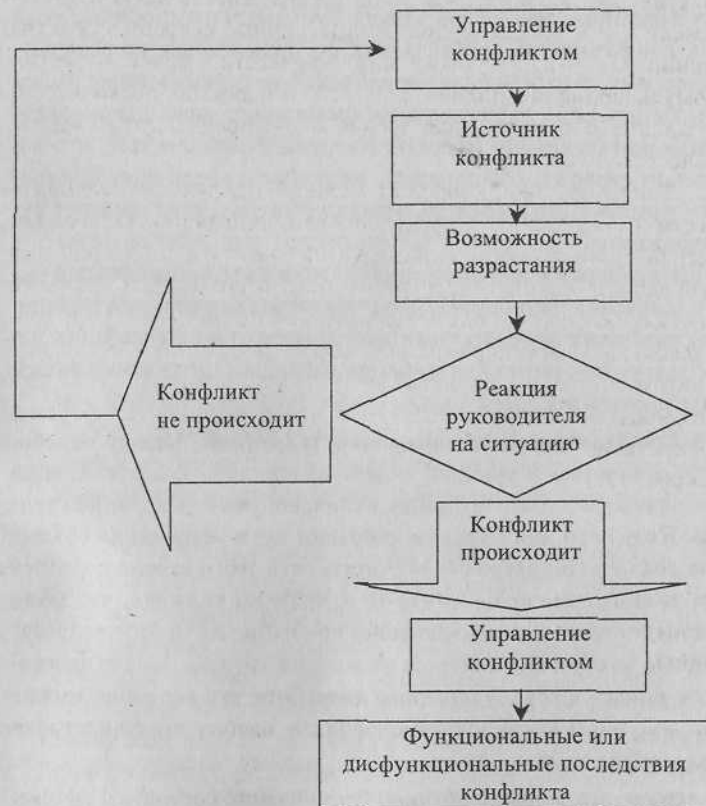 Управление
конфликтом
Источник
конфликта
Возможность
разрастания
Конфликт
не происходит
Реакция
руководителя
на ситуацию
Конфликт
происходит
Управление
конфликтом
Функциональные или
дисфункциональные последствия
конфликта